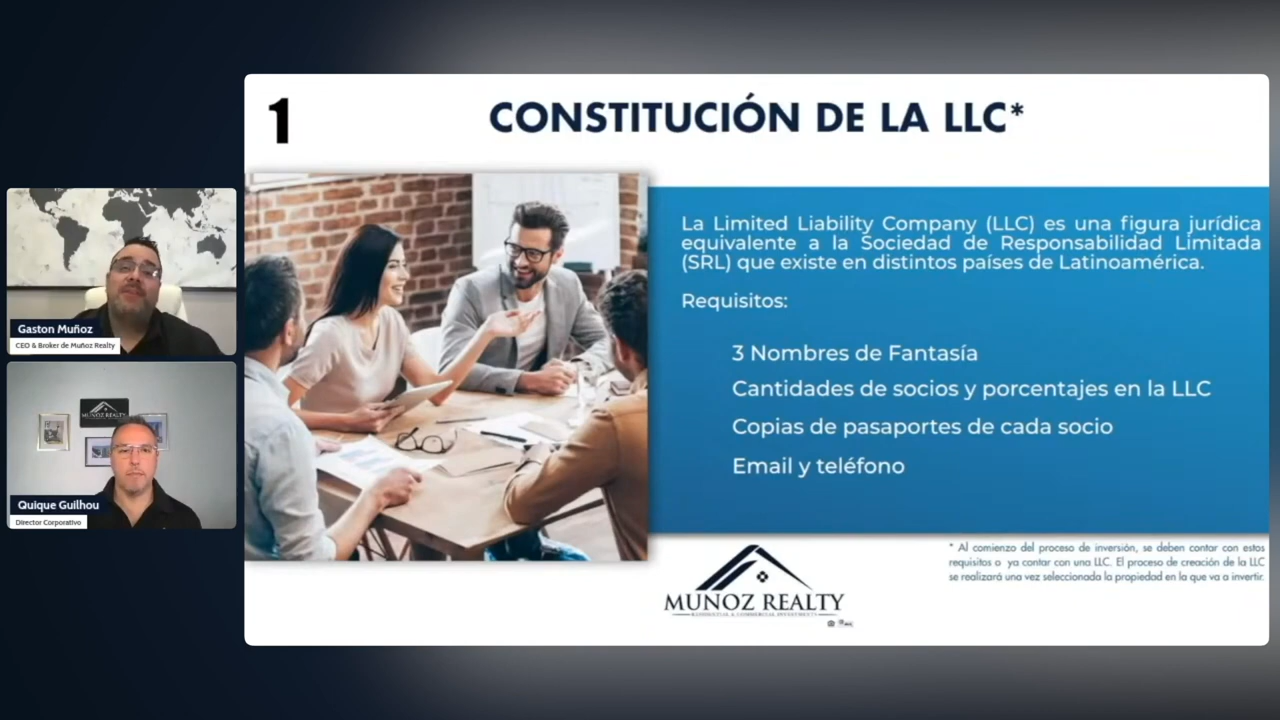 1
CONSTITUCIÓN DE LA LLC*
La Limited Liability Company (LLC) es una figura jurídica
equivalente a la Sociedad de Responsabilidad Limitada
(SRL) que existe en distintos países de Latinoamérica.
Requisitos:
3 Nombres de Fantasía
Cantidades de socios y porcentajes en la LLC
Copias de pasaportes de cada socio
Email y teléfono
* Al comienzo del proceso de inversión, se deben contar con estos
requisitos o ya contar con una LLC. El proceso de creación de la LLC
se realizará una vez seleccionada la propiedad en la que va a invertir.
MUNOZ REALTY
RESIDENTIAL & COMMERCIAL INVESTMENTS
Gaston Muñoz
CEO & Broker de Muñoz Realty
MUNOZ REALTY
Quique Guilhou
Director Corporativo